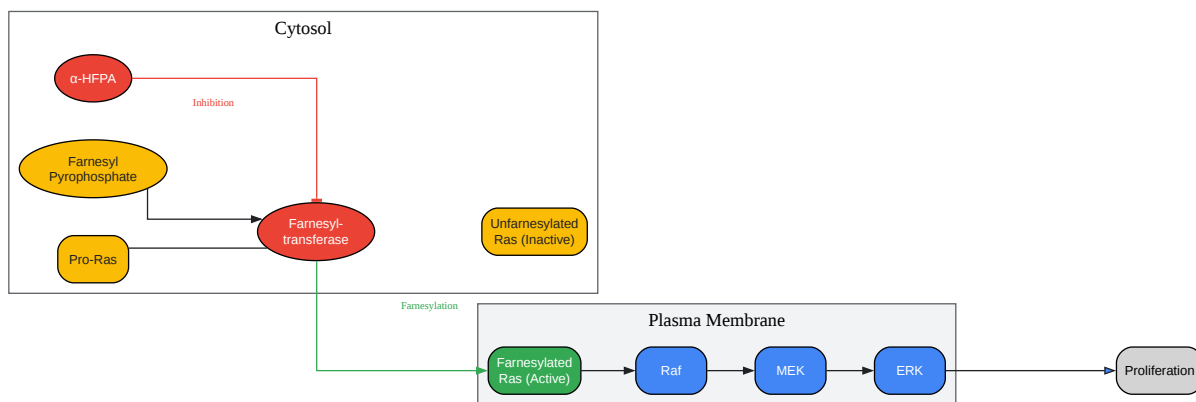 Cytosol
α-HFPA
Inhibition
Farnesyl
Pyrophosphate
Farnesyl-
transferase
Unfarnesylated
Ras (Inactive)
Pro-Ras
Farnesylation
Plasma Membrane
Farnesylated
Ras (Active)
Raf
MEK
ERK
Proliferation